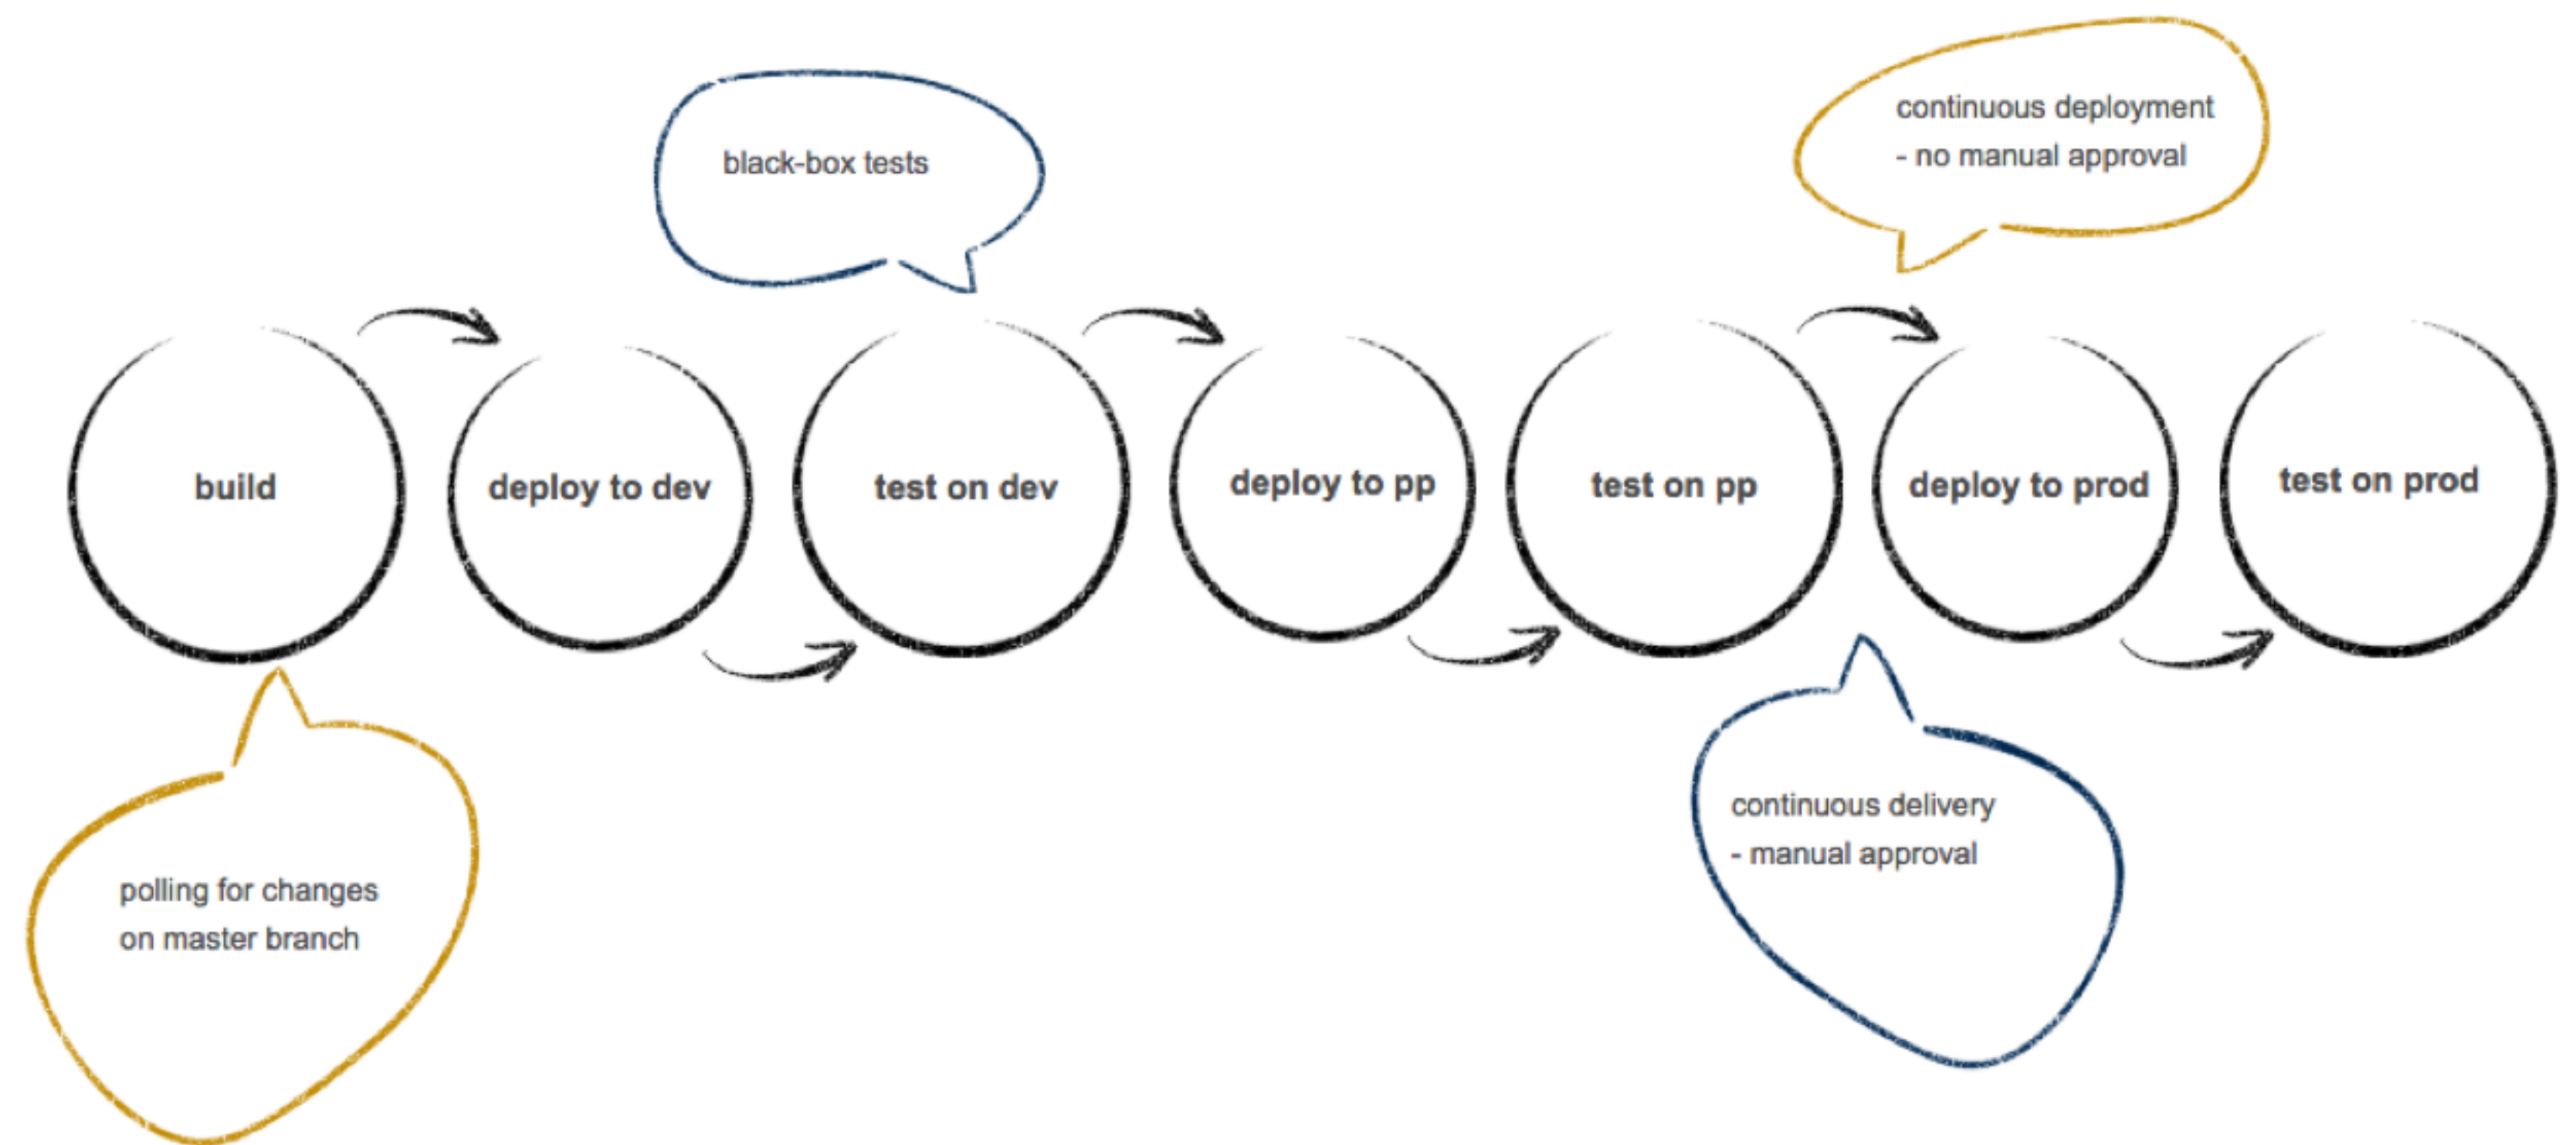 continuous deployment
- no manual approval
black-box tests
build
deploy to dev
test on dev
deploy to pp
test on pp
deploy to prod
test on prod
continuous delivery
- manual approval
polling for changes
on master branch